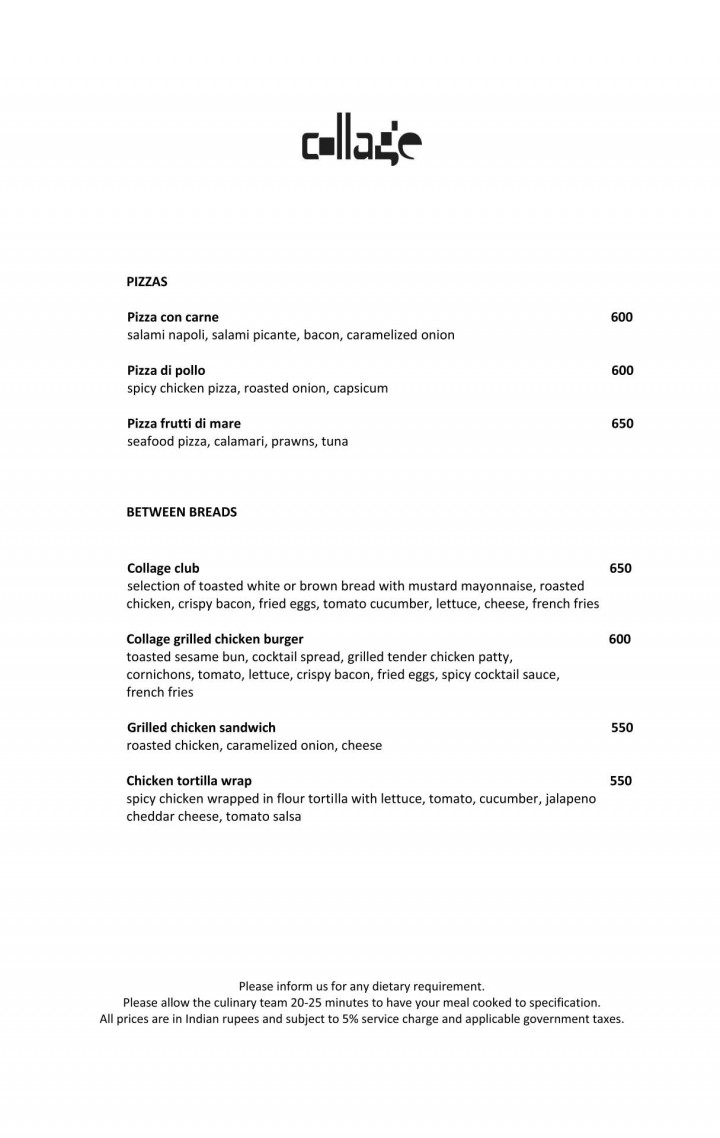 collage
PIZZAS
Pizza con carne 600
salami napoli, salami picante, bacon, caramelized onion
Pizza di pollo 600
spicy chicken pizza, roasted onion, capsicum
Pizza frutti di mare 650
seafood pizza, calamari, prawns, tuna
BETWEEN BREADS
Collage club 650
selection of toasted white or brown bread with mustard mayonnaise, roasted
chicken, crispy bacon, fried eggs, tomato cucumber, lettuce, cheese, french fries
Collage grilled chicken burger 600
toasted sesame bun, cocktail spread, grilled tender chicken patty,
cornichons, tomato, lettuce, crispy bacon, fried eggs, spicy cocktail sauce,
french fries
Grilled chicken sandwich 550
roasted chicken, caramelized onion, cheese
Chicken tortilla wrap 550
spicy chicken wrapped in flour tortilla with lettuce, tomato, cucumber, jalapeno
cheddar cheese, tomato salsa
Please inform us for any dietary requirement.
Please allow the culinary team 20-25 minutes to have your meal cooked to specification.
All prices are in Indian rupees and subject to 5% service charge and applicable government taxes.